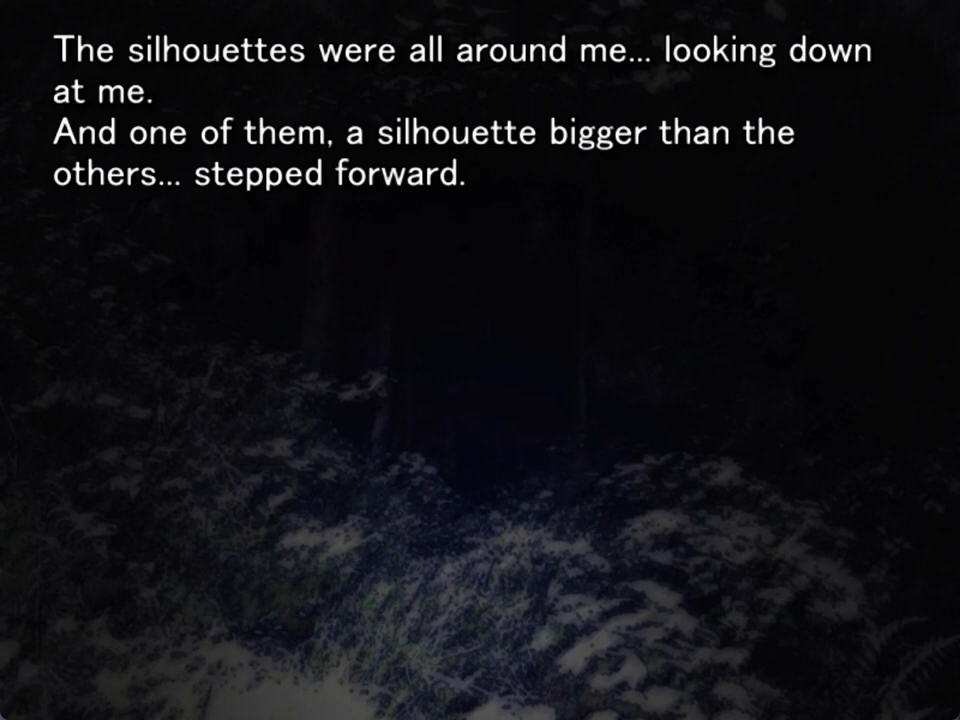 The silhouettes were all around me... looking down
at me.
And one of them, a silhouette bigger than the
others... stepped forward.